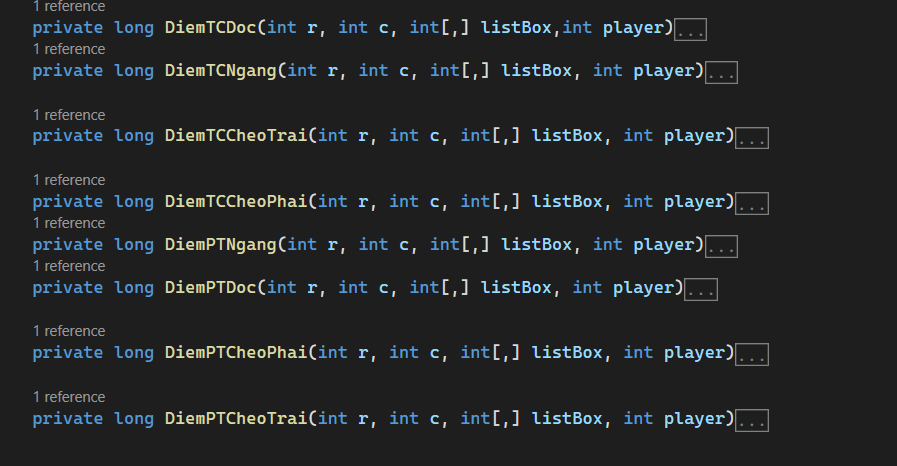 1 reference
private long DiemTCDoc(int r, int c, int[,] listBox,int player)...
1 reference
private long DiemTCNgang(int r, int c, int[,] listBox, int player)...
1 reference
private long DiemTCCheoTrai(int r, int c, int[,] listBox, int player)...
1 reference
private long DiemTCCheoPhai(int r, int c, int[,] listBox, int player)...
1 reference
private long DiemPTNgang(int r, int c, int[,] listBox, int player)...
1 reference
private long DiemPTDoc(int r, int c, int[,] listBox, int player)...
1 reference
private long DiemPTCheoPhai(int r, int c, int[,] listBox, int player)...
1 reference
private long DiemPTCheoTrai(int r, int c, int[,] listBox, int player)...